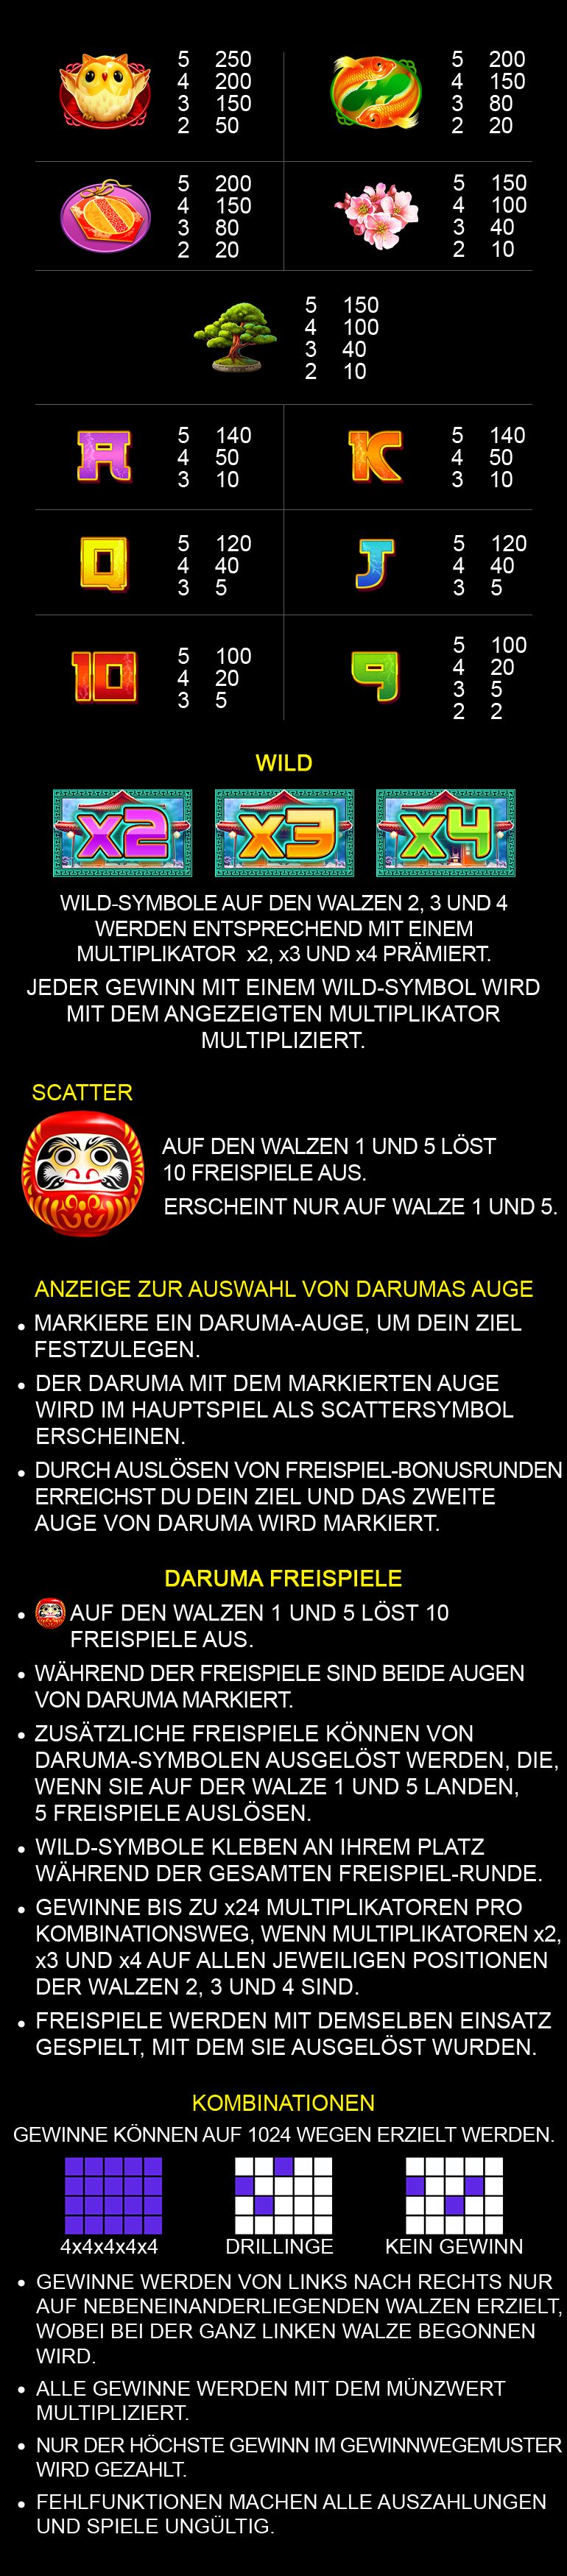 5 250
4 200
3 150
2 50
5 200
4 150
3 80
2 20
5 200
4 150
3 80
2 20
5 150
4 100
3 40
2 10
5 150
4 100
3 40
2 10
A
5 140
4 50
3 10
K
5 140
4 50
3 10
Q
5 120
4 40
3 5
J
5 120
4 40
3 5
10
5 100
4 20
3 5
9
5 100
4 20
3 5
2 2
WILD
x2 x3 x4
WILD-SYMBOLE AUF DEN WALZEN 2, 3 UND 4
WERDEN ENTSPRECHEND MIT EINEM
MULTIPLIKATOR x2, x3 UND x4 PRÄMIERT.
JEDER GEWINN MIT EINEM WILD-SYMBOL WIRD
MIT DEM ANGEZEIGTEN MULTIPLIKATOR
MULTIPLIZIERT.
SCATTER
AUF DEN WALZEN 1 UND 5 LÖST
10 FREISPIELE AUS.
ERSCHEINT NUR AUF WALZE 1 UND 5.
ANZEIGE ZUR AUSWAHL VON DARUMAS AUGE
• MARKIERE EIN DARUMA-AUGE, UM DEIN ZIEL
FESTZULEGEN.
• DER DARUMA MIT DEM MARKIERTEN AUGE
WIRD IM HAUPTSPIEL ALS SCATTERSYMBOL
ERSCHEINEN.
• DURCH AUSLÖSEN VON FREISPIEL-BONUSRUNDEN
ERREICHST DU DEIN ZIEL UND DAS ZWEITE
AUGE VON DARUMA WIRD MARKIERT.
DARUMA FREISPIELE
• AUF DEN WALZEN 1 UND 5 LÖST 10
FREISPIELE AUS.
• WÄHREND DER FREISPIELE SIND BEIDE AUGEN
VON DARUMA MARKIERT.
• ZUSÄTZLICHE FREISPIELE KÖNNEN VON
DARUMA-SYMBOLEN AUSGELÖST WERDEN, DIE,
WENN SIE AUF DER WALZE 1 UND 5 LANDEN,
5 FREISPIELE AUSLÖSEN.
• WILD-SYMBOLE KLEBEN AN IHREM PLATZ
WÄHREND DER GESAMTEN FREISPIEL-RUNDE.
• GEWINNE BIS ZU x24 MULTIPLIKATOREN PRO
KOMBINATIONSWEG, WENN MULTIPLIKATOREN x2,
x3 UND x4 AUF ALLEN JEWEILIGEN POSITIONEN
DER WALZEN 2, 3 UND 4 SIND.
• FREISPIELE WERDEN MIT DEMSELBEN EINSATZ
GESPIELT, MIT DEM SIE AUSGELÖST WURDEN.
KOMBINATIONEN
GEWINNE KÖNNEN AUF 1024 WEGEN ERZIELT WERDEN.
4x4x4x4x4 DRILLINGE KEIN GEWINN
• GEWINNE WERDEN VON LINKS NACH RECHTS NUR
AUF NEBENEINANDERLIEGENDEN WALZEN ERZIELT,
WOBEI BEI DER GANZ LINKEN WALZE BEGONNEN
WIRD.
• ALLE GEWINNE WERDEN MIT DEM MÜNZWERT
MULTIPLIZIERT.
• NUR DER HÖCHSTE GEWINN IM GEWINNWEGEMUSTER
WIRD GEZAHLT.
• FEHLFUNKTIONEN MACHEN ALLE AUSZAHLUNGEN
UND SPIELE UNGÜLTIG.